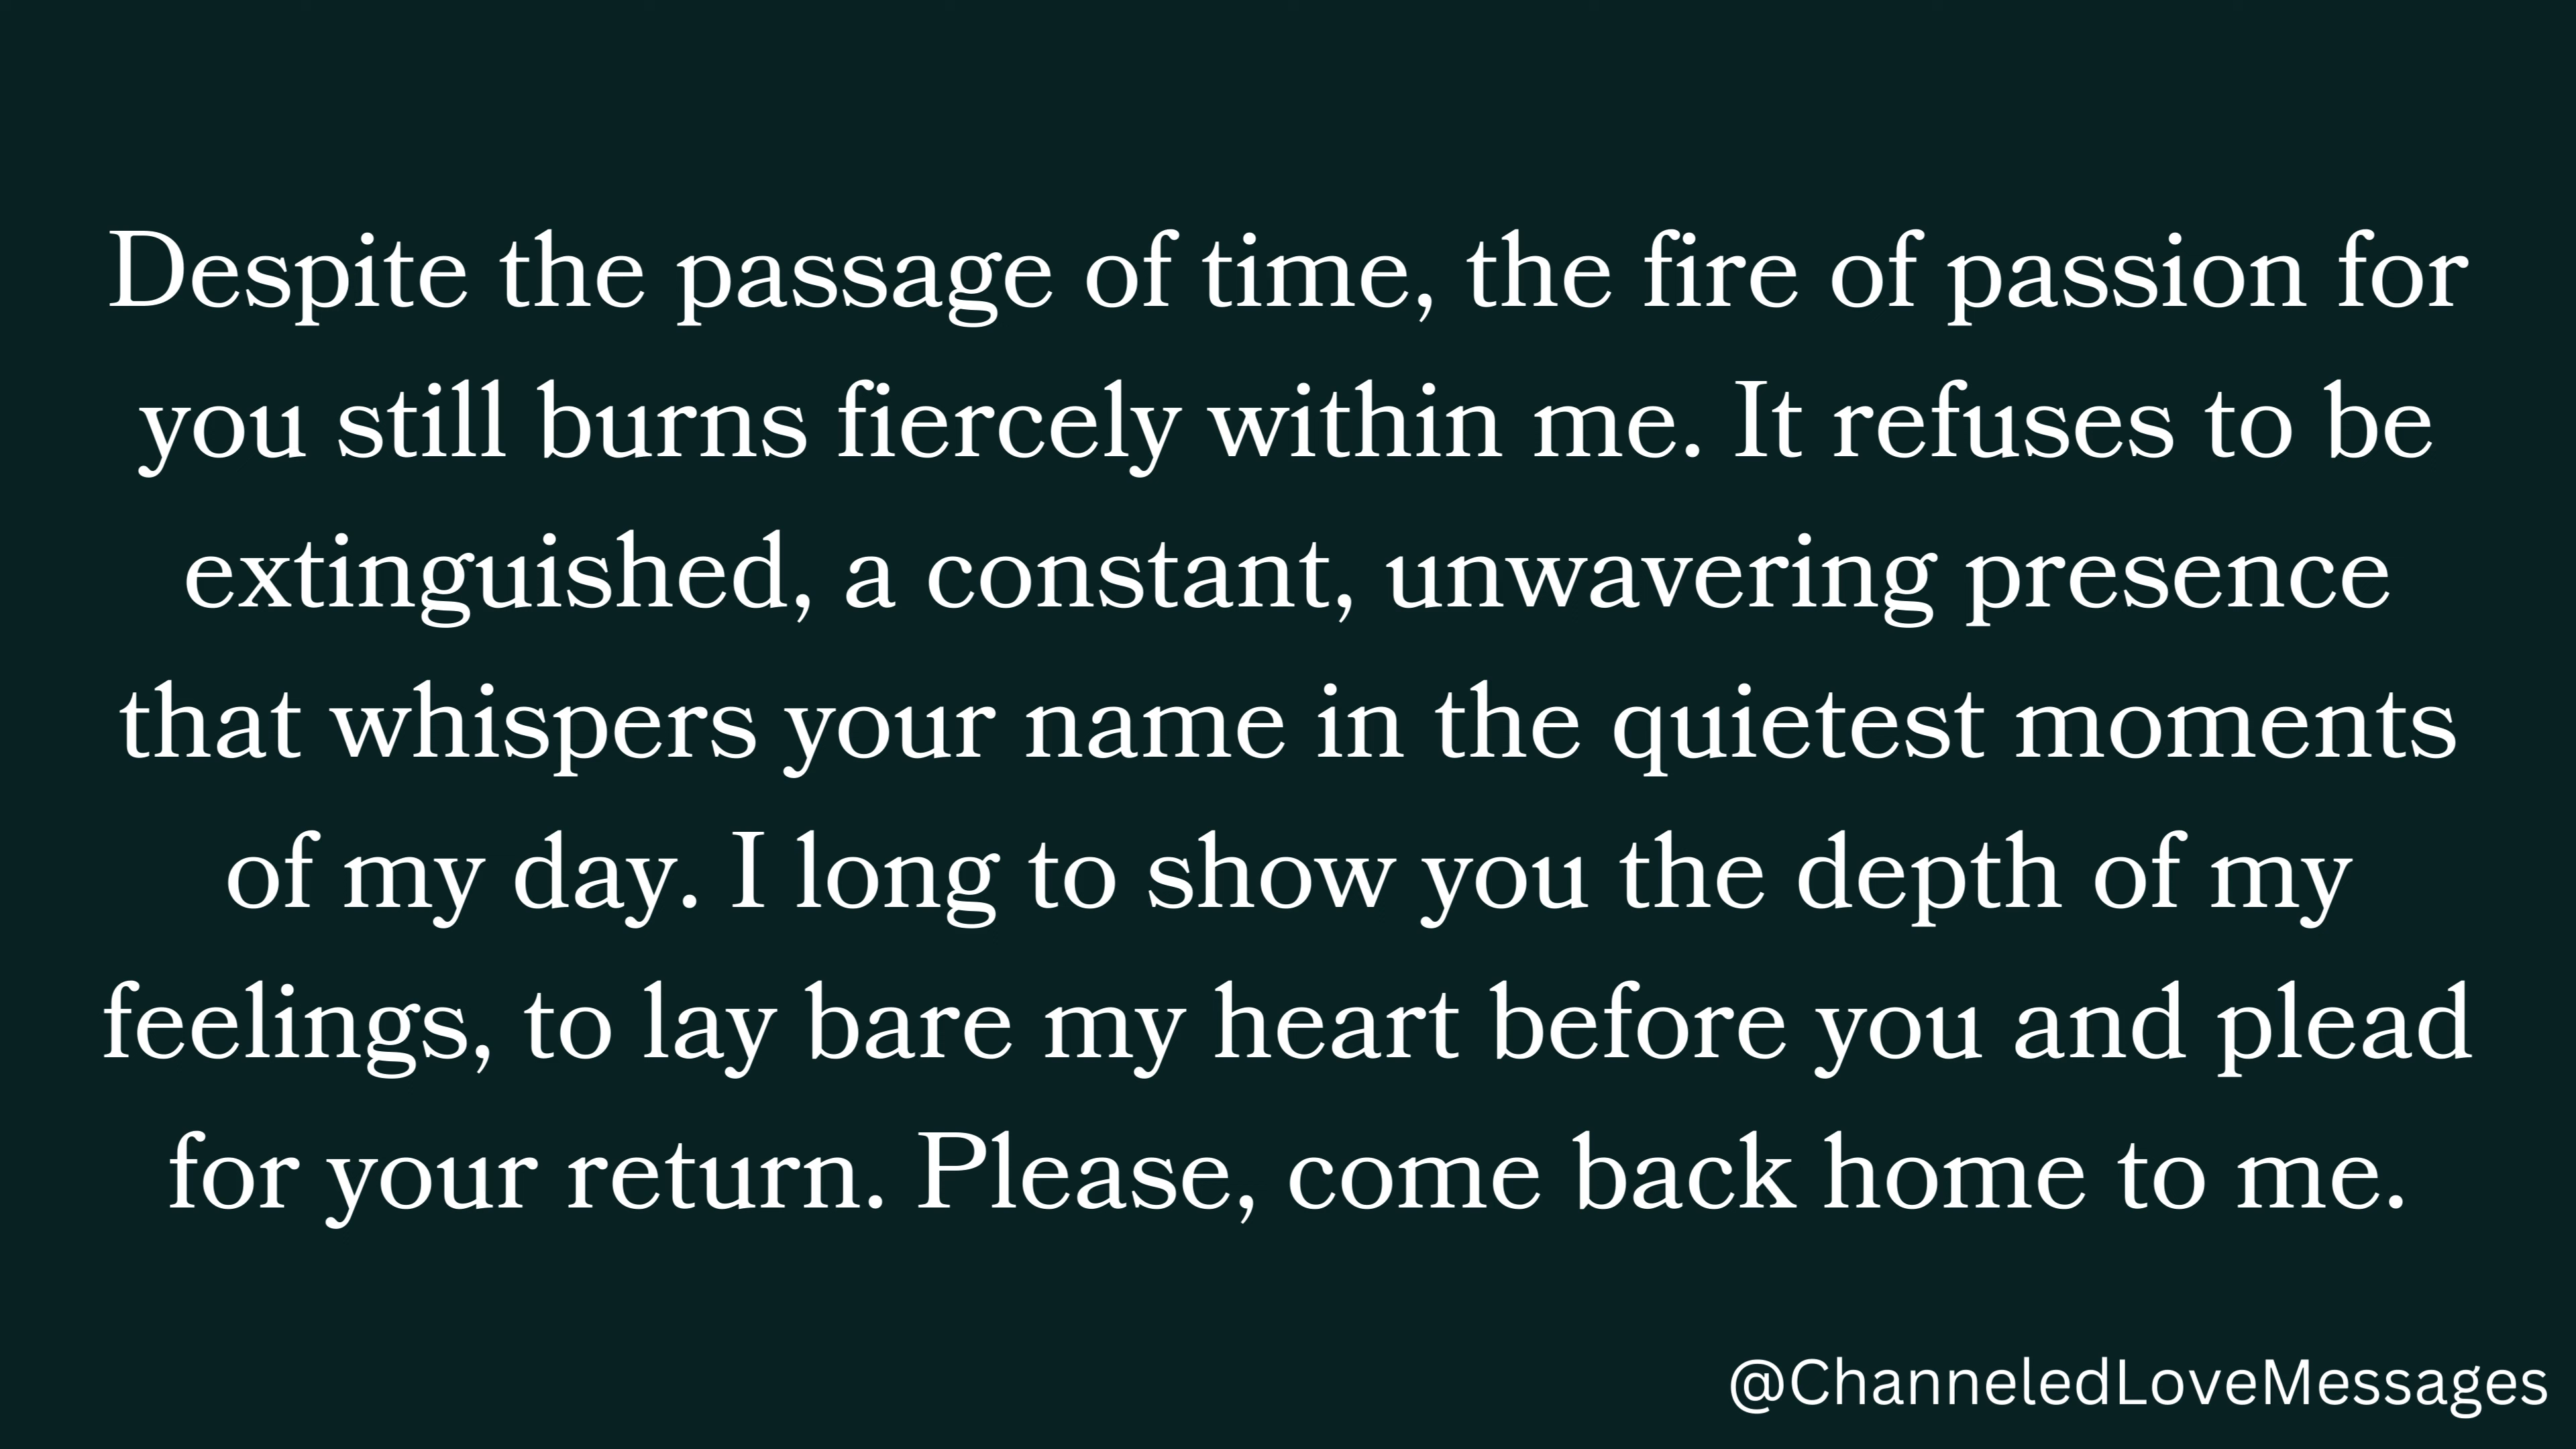 Despite the passage of time, the fire of passion for
you still burns fiercely within me. It refuses to be
extinguished, a constant, unwavering presence
that whispers your name in the quietest moments
of my day. I long to show you the depth of my
feelings, to lay bare my heart before you and plead
for your return. Please, come back home to me.
@ChanneledLoveMessages